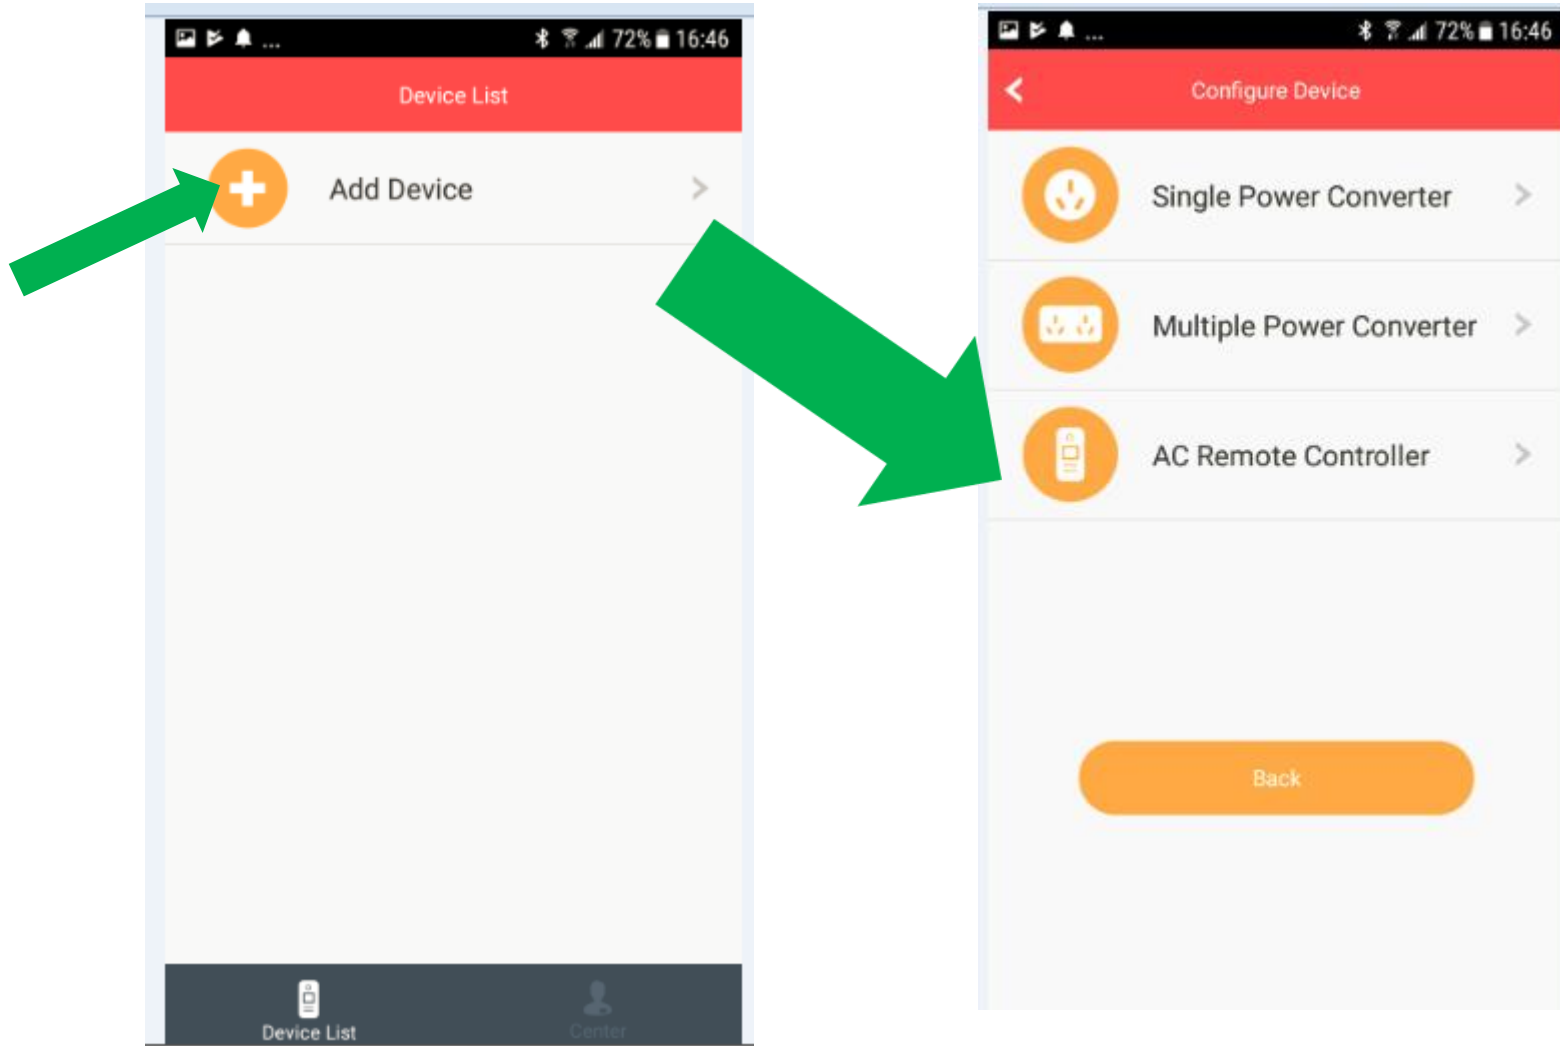 ... 72% 16:46
Device List
Add Device
Device List
Center
... 72% 16:46
Configure Device
Single Power Converter
Multiple Power Converter
AC Remote Controller
Back